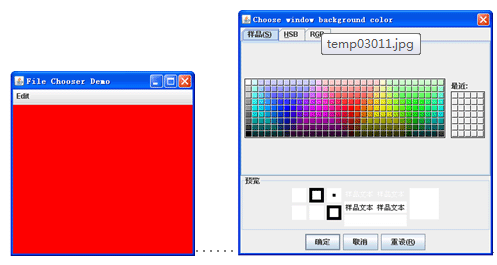 Choose window background color
样品(S) HSB RGB
temp03011.jpg
File Chooser Demo
Edit
最近:
预览
样品文本 样品文本
样品文本 样品文本
确定 取消 重设(R)
......